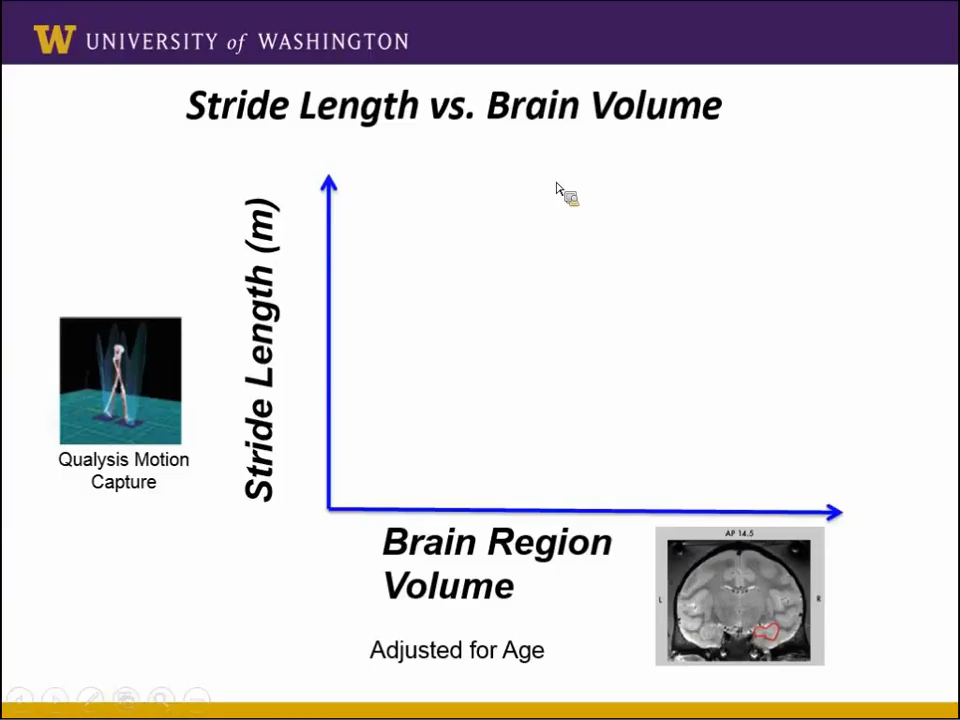 W UNIVERSITY of WASHINGTON
Stride Length vs. Brain Volume
Stride Length (m)
Qualysis Motion
Capture
Brain Region
Volume
AP 14.5
L
R
Adjusted for Age